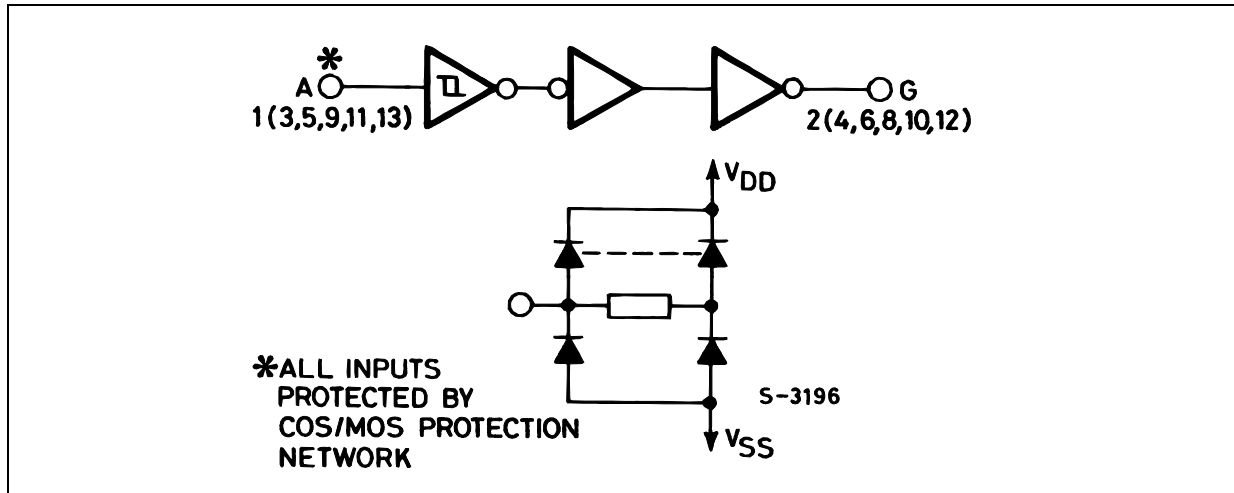 *
A
G
1(3,5,9,11,13)
2(4,6,8,10,12)
VDD
*ALL INPUTS
PROTECTED BY
COS/MOS PROTECTION
NETWORK
S-3196
VSS